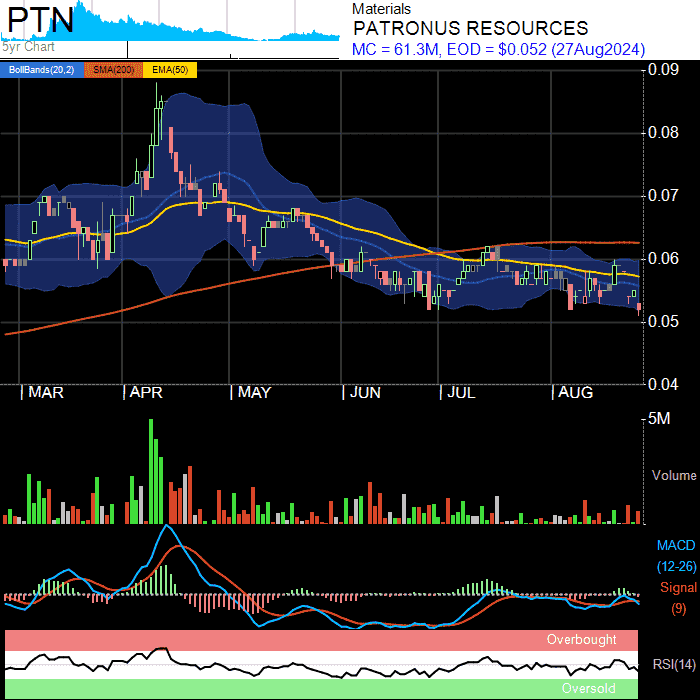 PTN
5yr Chart
Materials
PATRONUS RESOURCES
MC = 61.3M, EOD = $0.052 (27Aug2024)
BollBands(20,2) SMA(200) EMA(50)
0.09
0.08
0.07
0.06
0.05
0.04
MAR APR MAY JUN JUL AUG
5M
Volume
MACD
(12-26)
Signal
(9)
Overbought
RSI(14)
Oversold